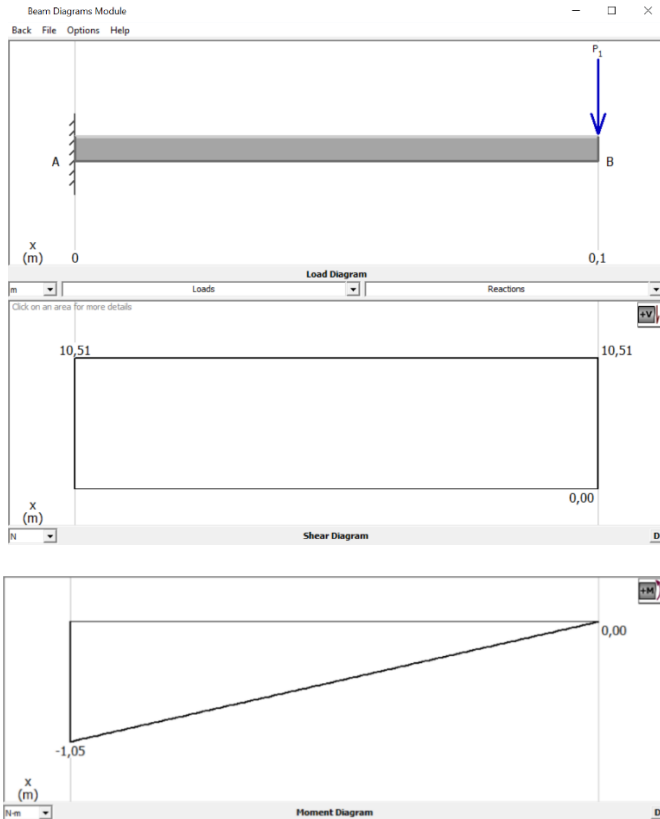 Beam Diagrams Module
Back File Options Help
P1
A
B
x
(m) 0 0,1
Load Diagram
m Loads Reactions
Click on an area for more details
+V
10,51 10,51
0,00
x
(m)
N Shear Diagram D
+M
0,00
-1,05
x
(m)
N-m Moment Diagram D